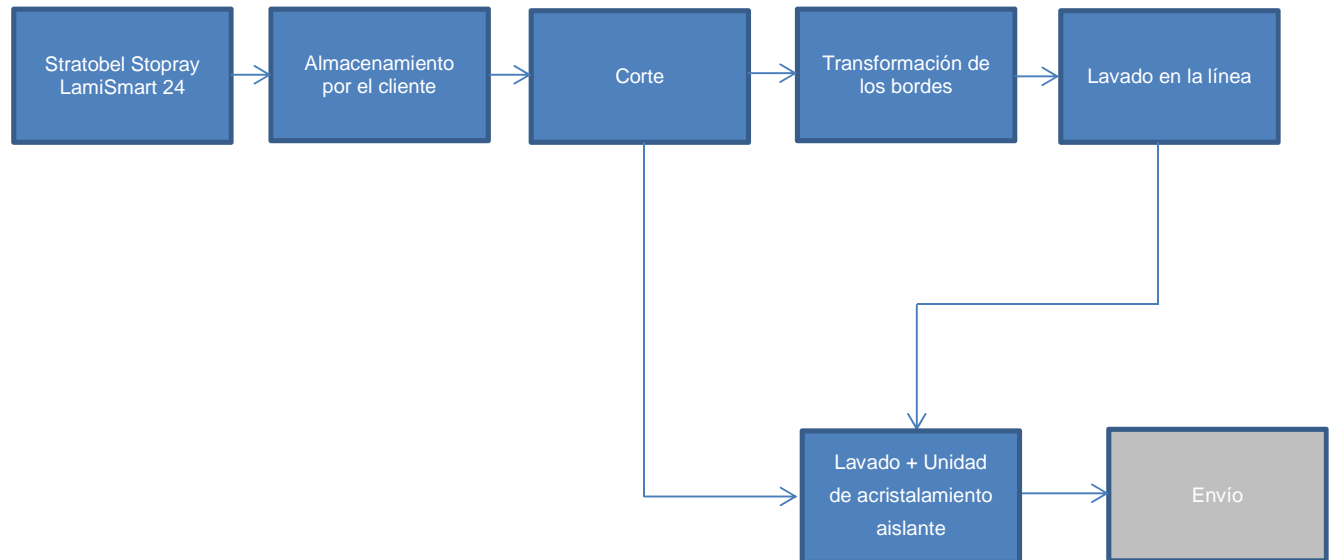 Stratobel Stopray
LamiSmart 24
Almacenamiento
por el cliente
Corte
Transformación de
los bordes
Lavado en la línea
Lavado + Unidad
de acristalamiento
aislante
Envío